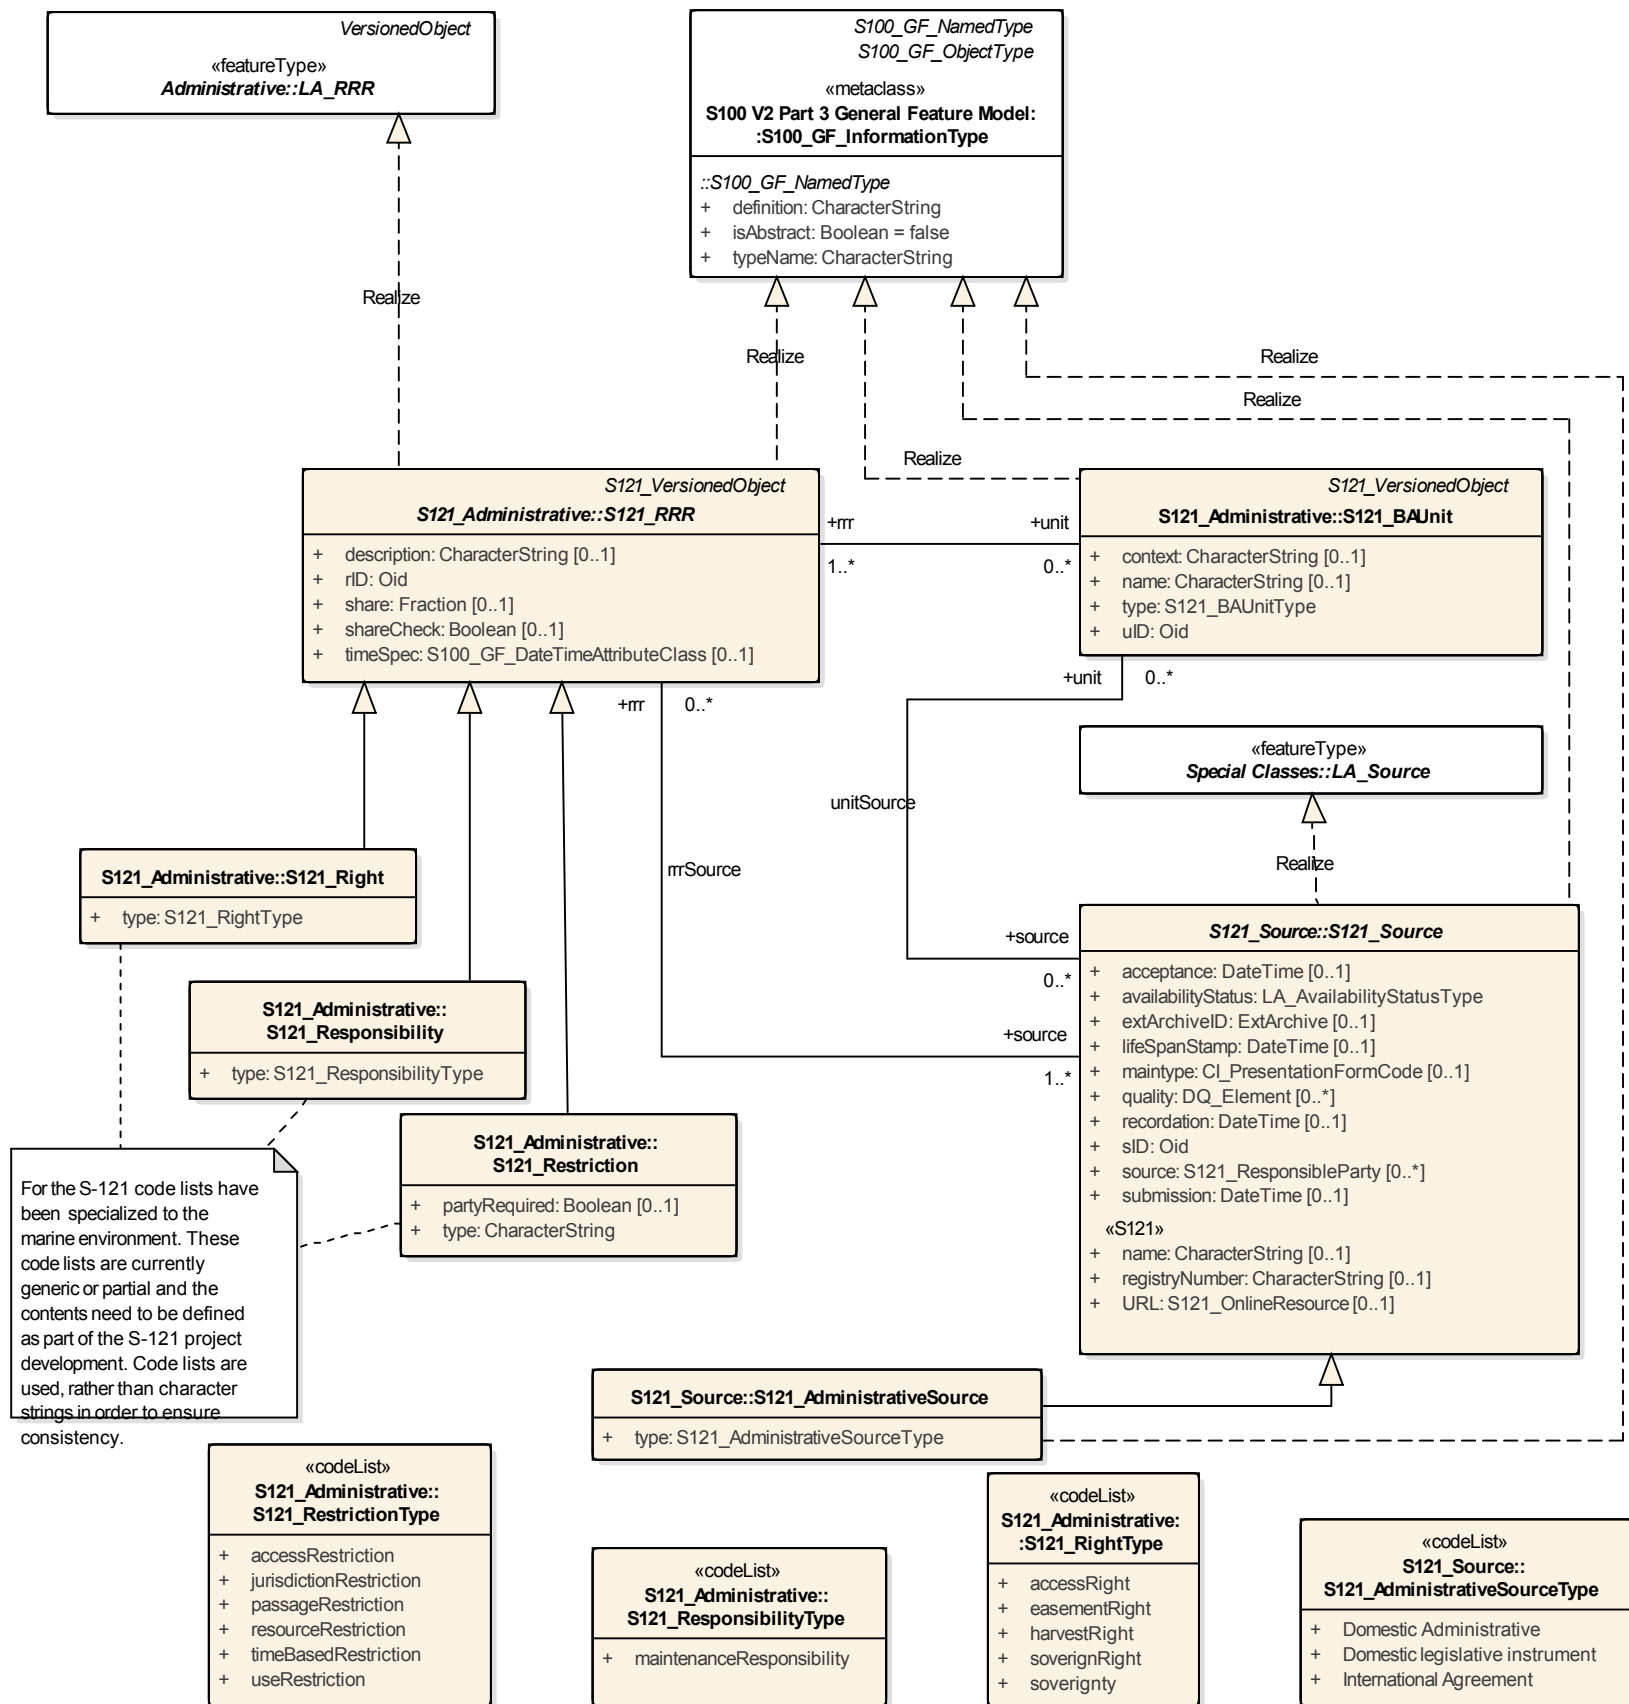 VersionedObject
«featureType»
Administrative::LA_RRR
S100_GF_NamedType
S100_GF_ObjectType
«metaclass»
S100 V2 Part 3 General Feature Model:
:S100_GF_InformationType
::S100_GF_NamedType
+ definition: CharacterString
+ isAbstract: Boolean = false
+ typeName: CharacterString
Realize
Realize
Realize
Realize
Realize
S121_VersionedObject
S121_Administrative::S121_RRR
+ description: CharacterString [0..1]
+ rID: Oid
+ share: Fraction [0..1]
+ shareCheck: Boolean [0..1]
+ timeSpec: S100_GF_DateTimeAttributeClass [0..1]
+rrr
1..*
+unit
0..*
S121_VersionedObject
S121_Administrative::S121_BAUnit
+ context: CharacterString [0..1]
+ name: CharacterString [0..1]
+ type: S121_BAUnitType
+ uID: Oid
+rrr
0..*
+unit
0..*
«featureType»
Special Classes::LA_Source
unitSource
rrrSource
Realize
S121_Administrative::S121_Right
+ type: S121_RightType
+source
0..*
+source
1..*
S121_Source::S121_Source
+ acceptance: DateTime [0..1]
+ availabilityStatus: LA_AvailabilityStatusType
+ extArchiveID: ExtArchive [0..1]
+ lifeSpanStamp: DateTime [0..1]
+ maintype: CI_PresentationFormCode [0..1]
+ quality: DQ_Element [0..*]
+ recordation: DateTime [0..1]
+ sID: Oid
+ source: S121_ResponsibleParty [0..*]
+ submission: DateTime [0..1]
«S121»
+ name: CharacterString [0..1]
+ registryNumber: CharacterString [0..1]
+ URL: S121_OnlineResource [0..1]
S121_Administrative::
S121_Responsibility
+ type: S121_ResponsibilityType
S121_Administrative::
S121_Restriction
+ partyRequired: Boolean [0..1]
+ type: CharacterString
For the S-121 code lists have
been specialized to the
marine environment. These
code lists are currently
generic or partial and the
contents need to be defined
as part of the S-121 project
development. Code lists are
used, rather than character
strings in order to ensure
consistency.
S121_Source::S121_AdministrativeSource
+ type: S121_AdministrativeSourceType
«codeList»
S121_Administrative::
S121_RestrictionType
+ accessRestriction
+ jurisdictionRestriction
+ passageRestriction
+ resourceRestriction
+ timeBasedRestriction
+ useRestriction
«codeList»
S121_Administrative::
S121_ResponsibilityType
+ maintenanceResponsibility
«codeList»
S121_Administrative:
:S121_RightType
+ accessRight
+ easementRight
+ harvestRight
+ soverignRight
+ soverignty
«codeList»
S121_Source::
S121_AdministrativeSourceType
+ Domestic Administrative
+ Domestic legislative instrument
+ International Agreement